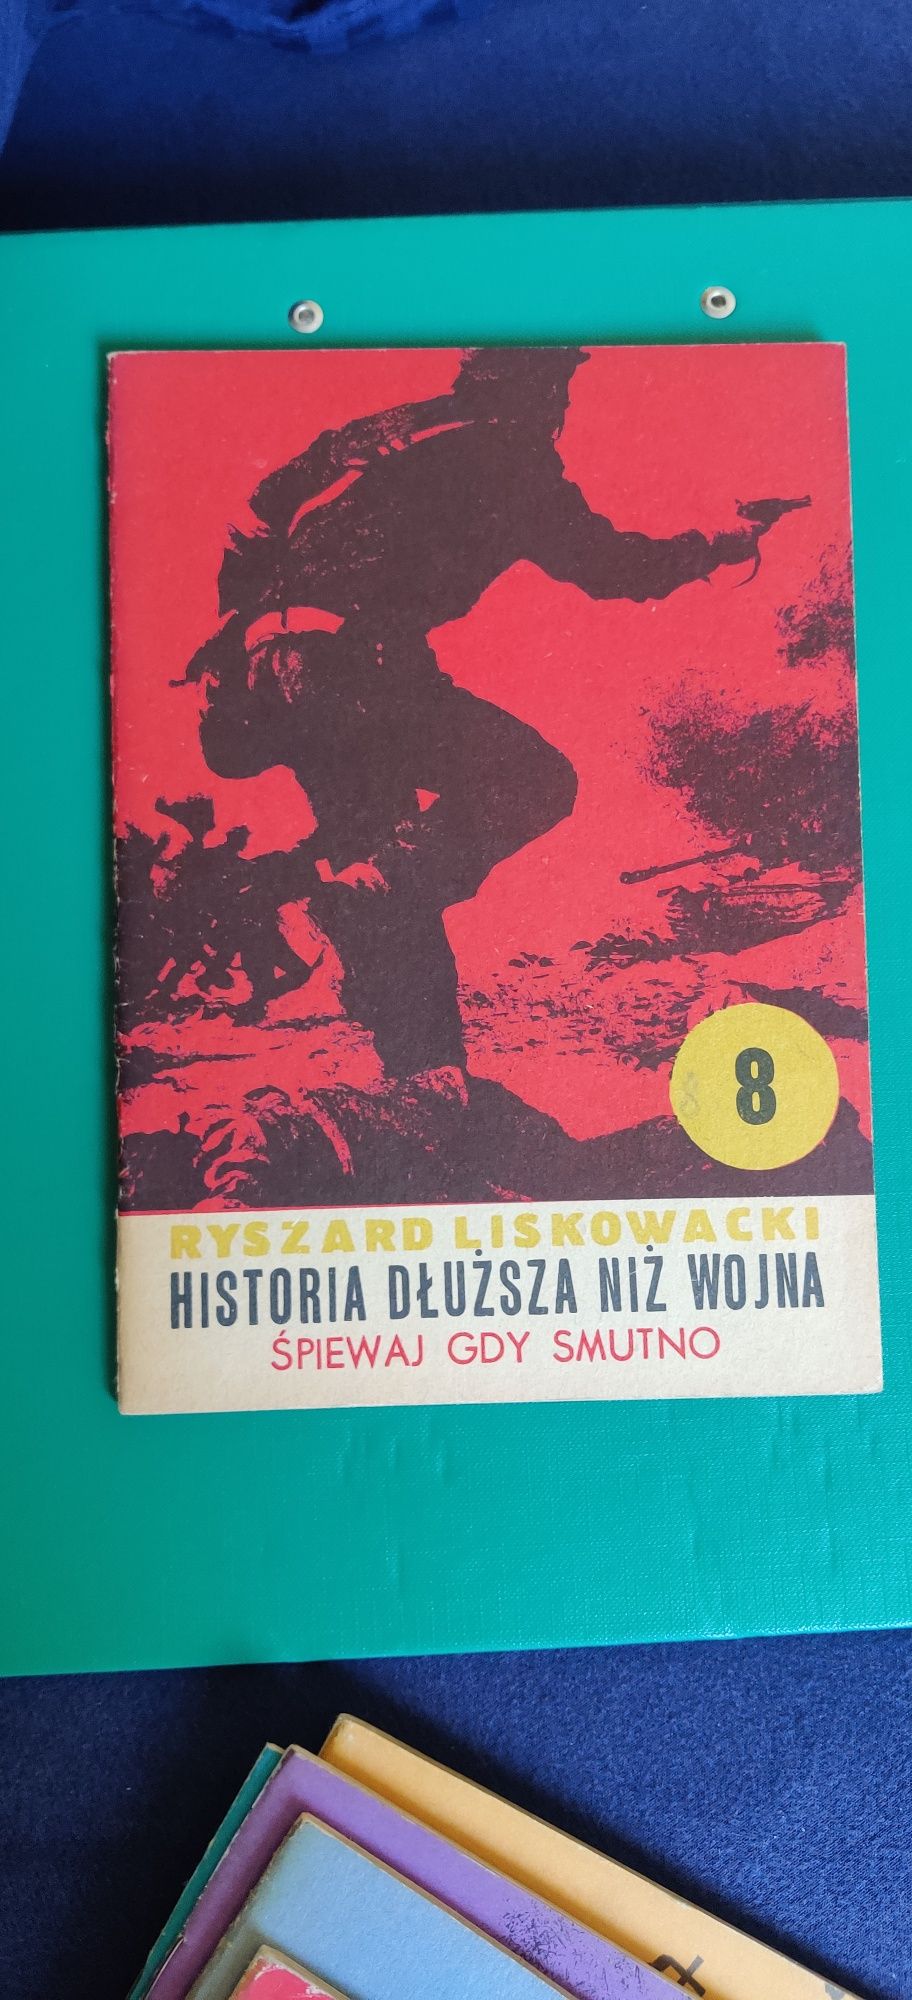 8
RYSZARD LISKOWACKI
HISTORIA DŁUŻSZA NIŻ WOJNA
ŚPIEWAJ GDY SMUTNO